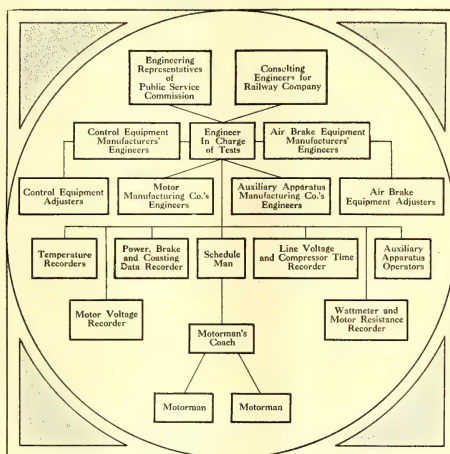 Engineering
Representatives
of
Public Service
Commission
Consulting
Engineers for
Railway Company
Control Equipment
Manufacturers'
Engineers
Engineer
In Charge
of Tests
Air Brake Equipment
Manufacturers'
Engineers
Control Equipment
Adjusters
Motor
Manufacturing Co.'s
Engineers
Auxiliary Apparatus
Manufacturing Co.'s
Engineers
Air Brake
Equipment Adjusters
Temperature
Recorders
Power, Brake
and Coasting
Data Recorder
Schedule
Man
Line Voltage
and Compressor Time
Recorder
Auxiliary
Apparatus
Operators
Motor Voltage
Recorder
Wattmeter and
Motor Resistance
Recorder
Motorman's
Coach
Motorman
Motorman